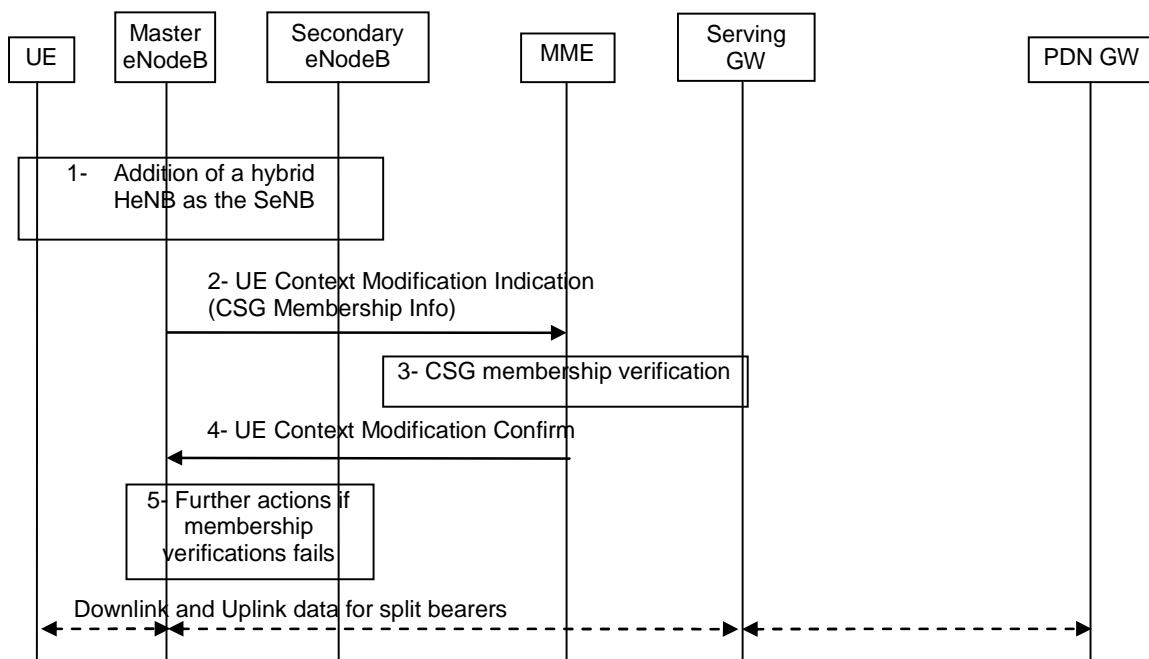 UE
Master
eNodeB
Secondary
eNodeB
MME
Serving
GW
PDN GW
1- Addition of a hybrid
HeNB as the SeNB
2- UE Context Modification Indication
(CSG Membership Info)
3- CSG membership verification
4- UE Context Modification Confirm
5- Further actions if
membership
verifications fails
Downlink and Uplink data for split bearers